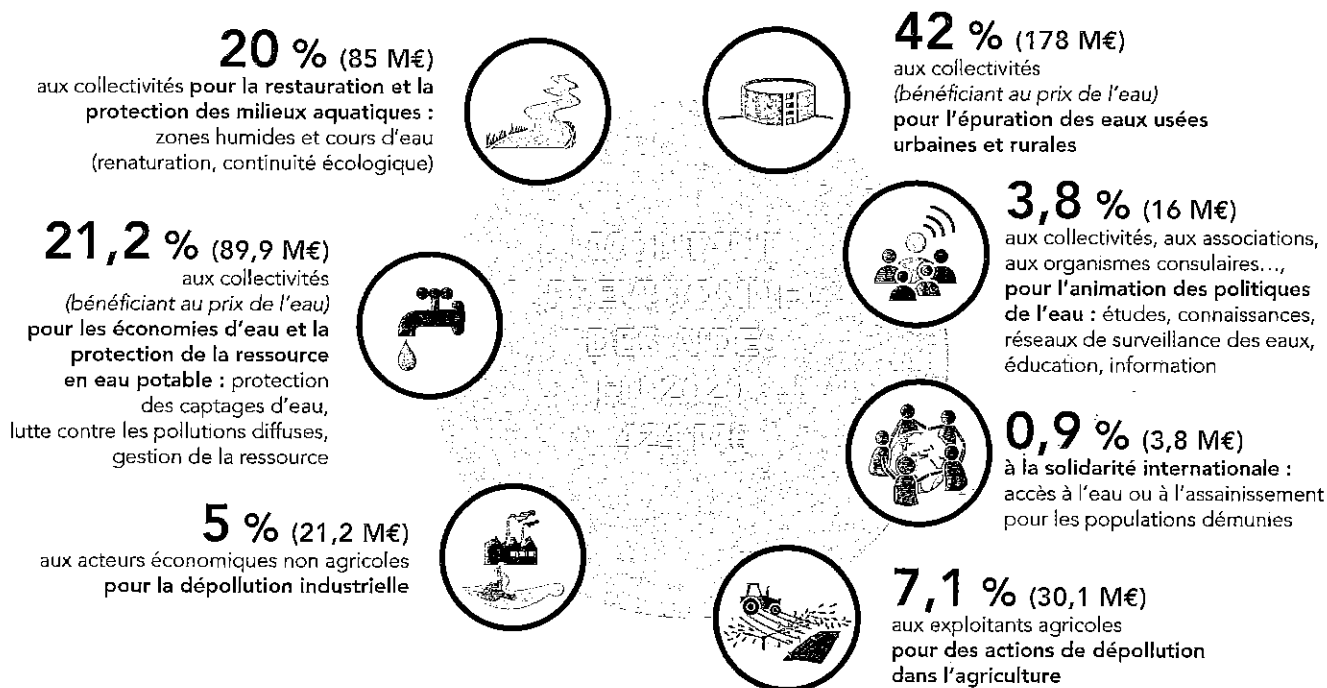 20 % (85 M€)
aux collectivités pour la restauration et la
protection des milieux aquatiques :
zones humides et cours d'eau
(renaturation, continuité écologique)
42 % (178 M€)
aux collectivités
(bénéficiant au prix de l'eau)
pour l'épuration des eaux usées
urbaines et rurales
21,2 % (89,9 M€)
aux collectivités
(bénéficiant au prix de l'eau)
pour les économies d'eau et la
protection de la ressource
en eau potable : protection
des captages d'eau,
lutte contre les pollutions diffuses,
gestion de la ressource
3,8 % (16 M€)
aux collectivités, aux associations,
aux organismes consulaires...,
pour l'animation des politiques
de l'eau : études, connaissances,
réseaux de surveillance des eaux,
éducation, information
0,9 % (3,8 M€)
à la solidarité internationale :
accès à l'eau ou à l'assainissement
pour les populations démunies
5 % (21,2 M€)
aux acteurs économiques non agricoles
pour la dépollution industrielle
7,1 % (30,1 M€)
aux exploitants agricoles
pour des actions de dépollution
dans l'agriculture